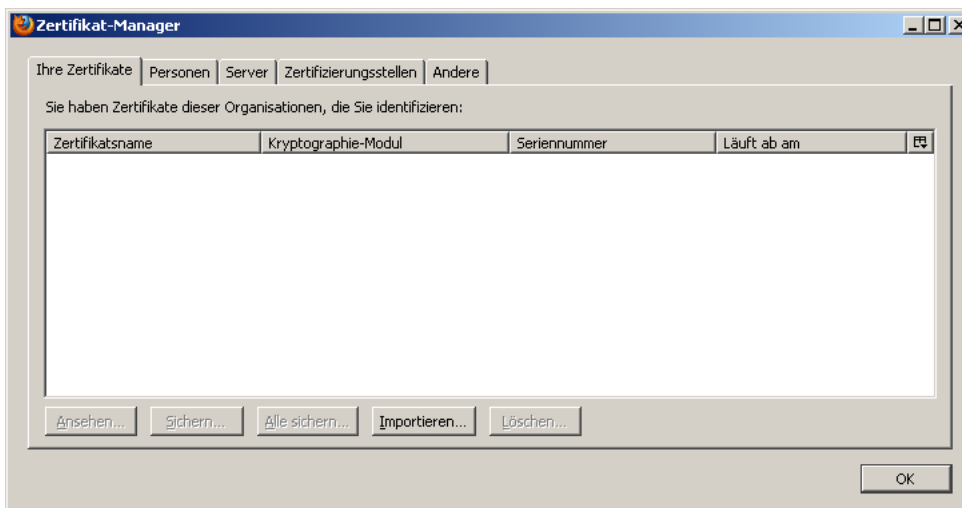 Zertifikat-Manager
Ihre Zertifikate Personen Server Zertifizierungsstellen Andere
Sie haben Zertifikate dieser Organisationen, die Sie identifizieren:
Zertifikatsname Kryptographie-Modul Seriennummer Läuft ab am
Ansehen... Sichern... Alle sichern... Importieren... Löschen...
OK